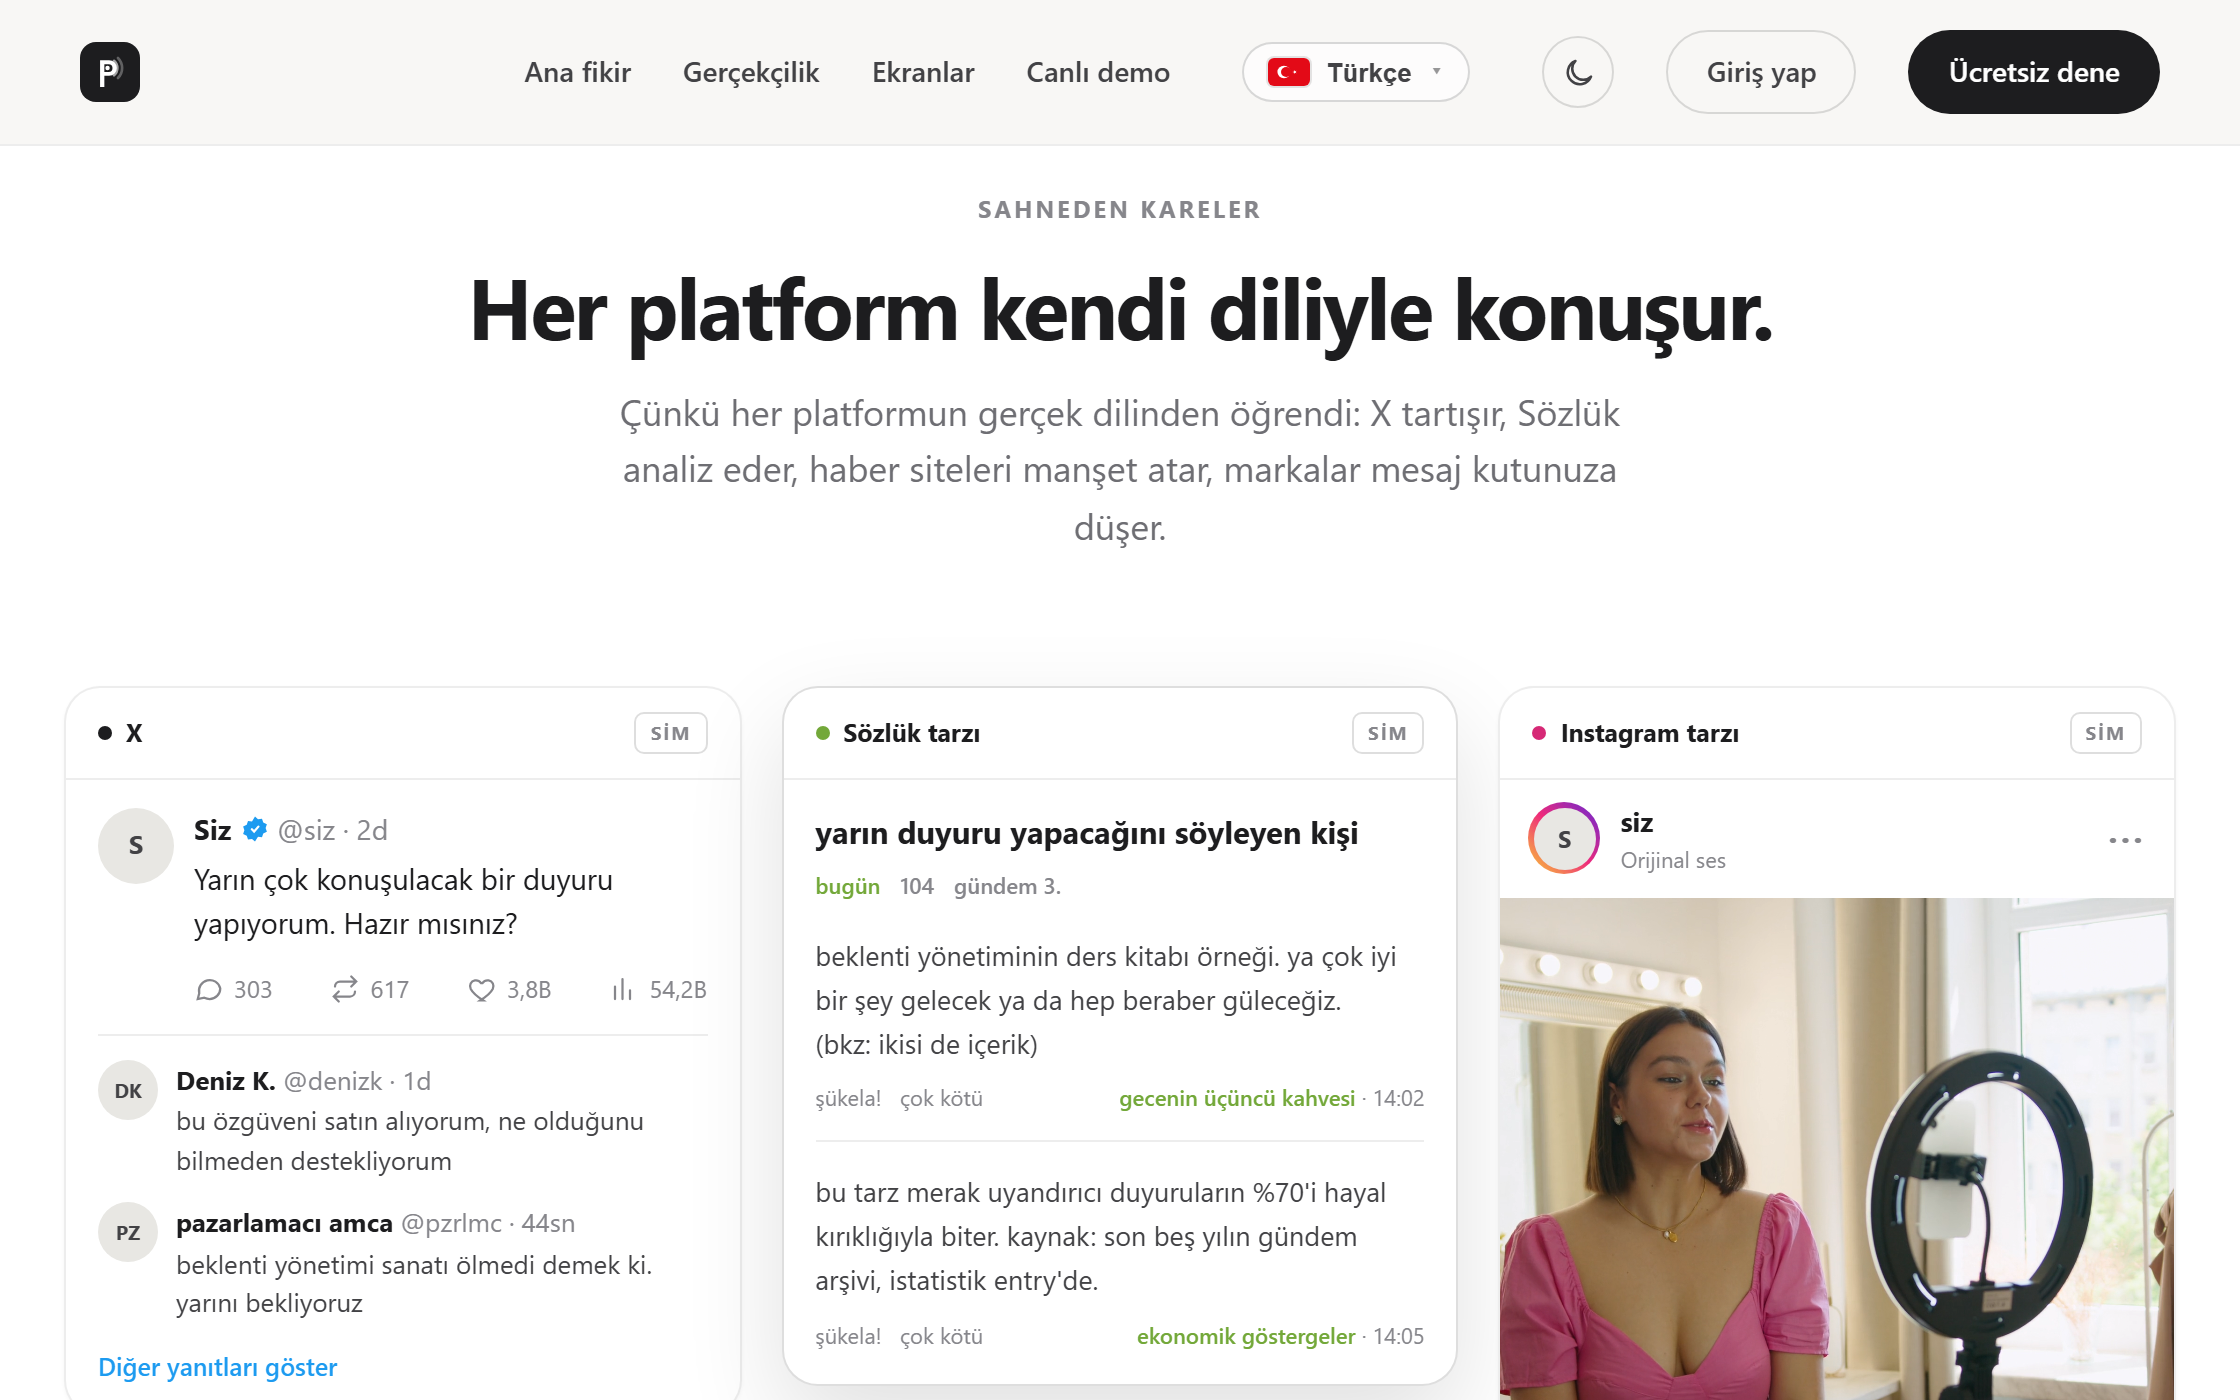 P
Ana fikir
Gerçekçilik
Ekranlar
Canlı demo
Türkçe
Giriş yap
Ücretsiz dene
SAHNEDEN KARELER
Her platform kendi diliyle konuşur.
Çünkü her platformun gerçek dilinden öğrendi: X tartışır, Sözlük
analiz eder, haber siteleri manşet atar, markalar mesaj kutunuza
düşer.
X
SİM
S
Siz @siz · 2d
Yarın çok konuşulacak bir duyuru
yapıyorum. Hazır mısınız?
303 617 3,8B 54,2B
DK
Deniz K. @denizk · 1d
bu özgüveni satın alıyorum, ne olduğunu
bilmeden destekliyorum
PZ
pazarlamacı amca @pzrlmc · 44sn
beklenti yönetimi sanatı ölmedi demek ki.
yarını bekliyoruz
Diğer yanıtları göster
Sözlük tarzı
SİM
yarın duyuru yapacağını söyleyen kişi
bugün 104 gündem 3.
beklenti yönetiminin ders kitabı örneği. ya çok iyi
bir şey gelecek ya da hep beraber güleceğiz.
(bkz: ikisi de içerik)
şükela! çok kötü gecenin üçüncü kahvesi · 14:02
bu tarz merak uyandırıcı duyuruların %70'i hayal
kırıklığıyla biter. kaynak: son beş yılın gündem
arşivi, istatistik entry'de.
şükela! çok kötü ekonomik göstergeler · 14:05
Instagram tarzı
SİM
S
siz
Orijinal ses